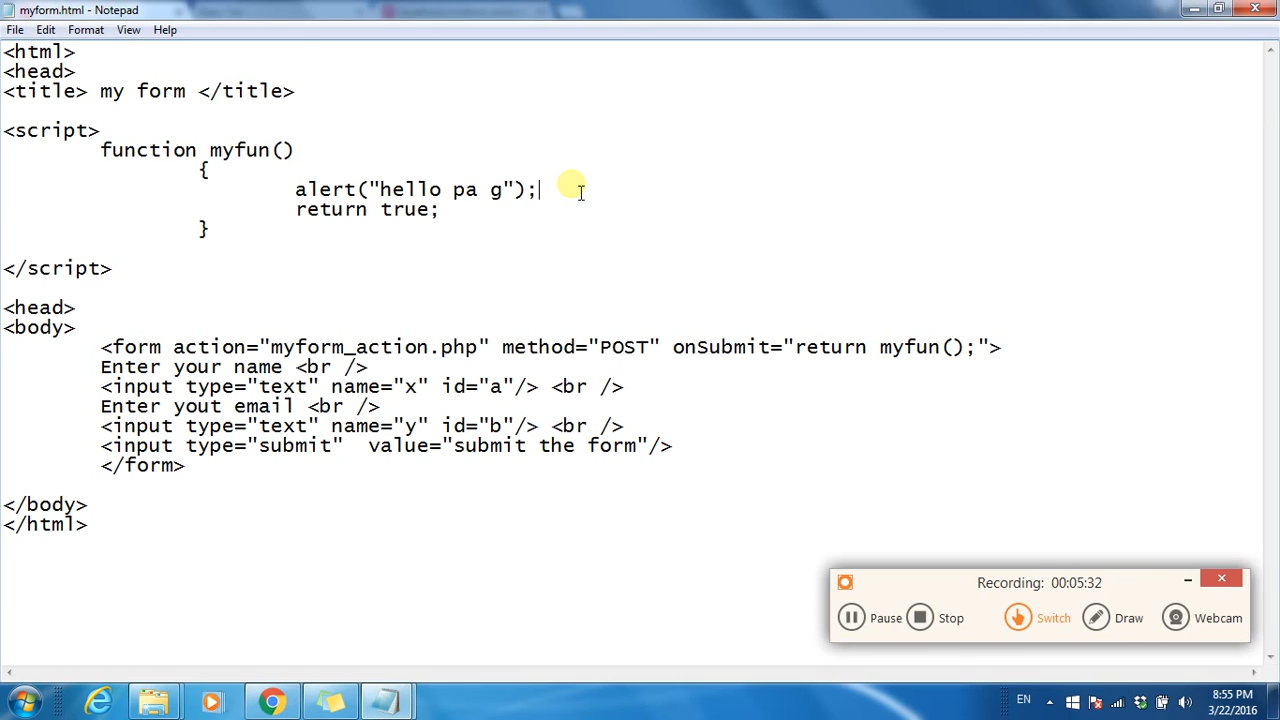 myform.html - Notepad
File Edit Format View Help
<html>
<head>
<title> my form </title>
<script>
function myfun()
{
alert("hello pa g");
return true;
}
</script>
<head>
<body>
<form action="myform_action.php" method="POST" onSubmit="return myfun();">
Enter your name <br />
<input type="text" name="x" id="a"/> <br />
Enter yout email <br />
<input type="text" name="y" id="b"/> <br />
<input type="submit"  value="submit the form"/>
</form>
</body>
</html>
Recording: 00:05:32
Pause Stop Switch Draw Webcam
EN 8:55 PM
3/22/2016